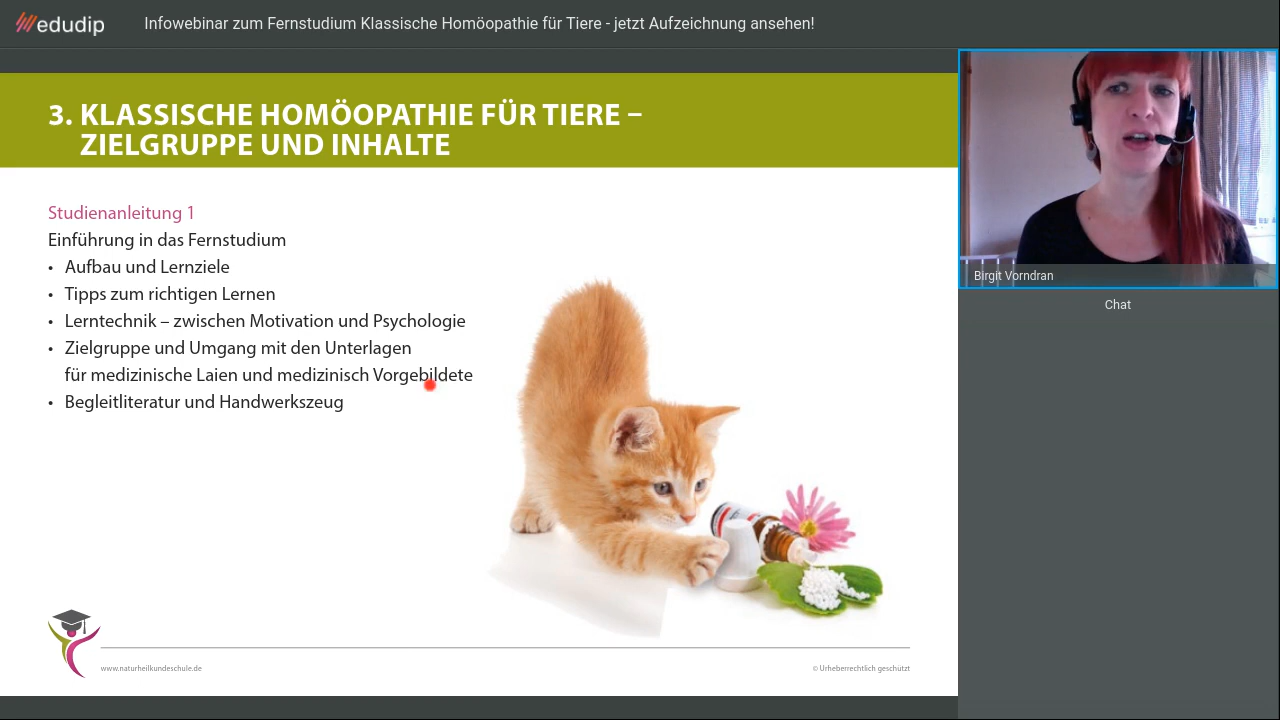 edudip
Infowebinar zum Fernstudium Klassische Homöopathie für Tiere - jetzt Aufzeichnung ansehen!
3. KLASSISCHE HOMÖOPATHIE FÜR TIERE –
ZIELGRUPPE UND INHALTE
Studienanleitung 1
Einführung in das Fernstudium
• Aufbau und Lernziele
• Tipps zum richtigen Lernen
• Lerntechnik – zwischen Motivation und Psychologie
• Zielgruppe und Umgang mit den Unterlagen
für medizinische Laien und medizinisch Vorgebildete
• Begleitliteratur und Handwerkszeug
www.naturheilkundeschule.de
© Urheberrechtlich geschützt
Birgit Vorndran
Chat